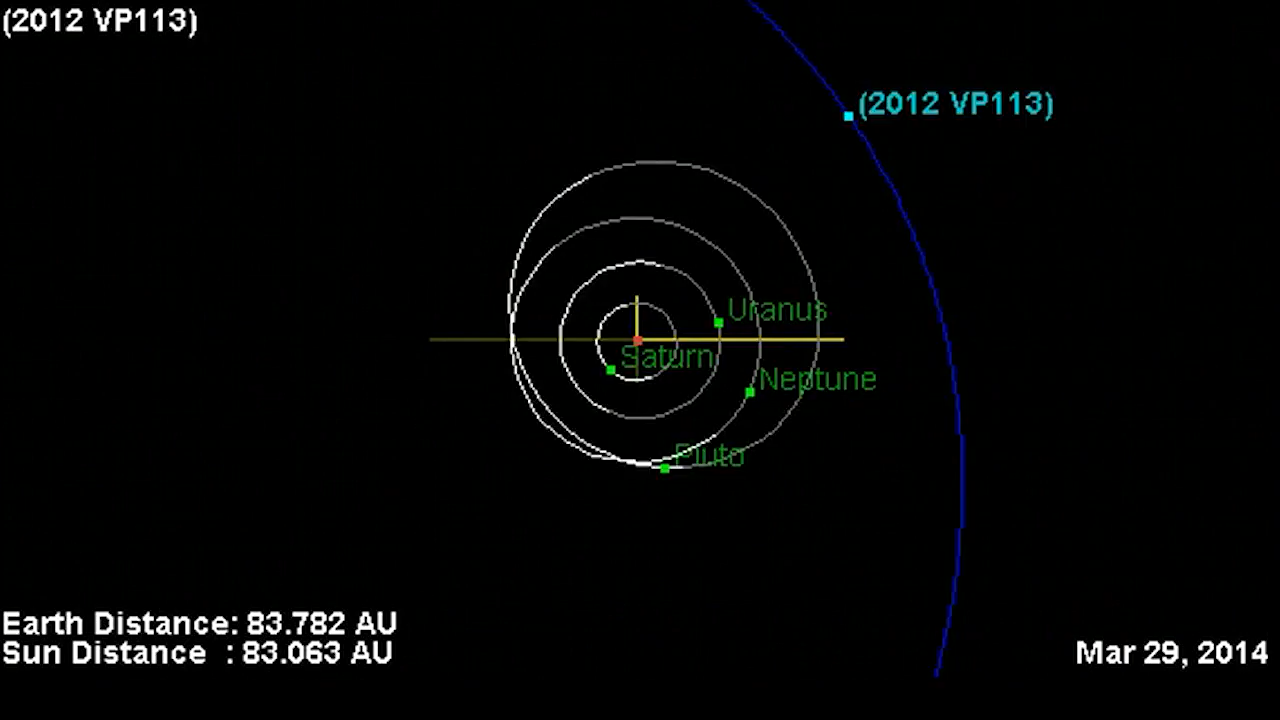 (2012 VP113)
(2012 VP113)
Uranus
Saturn
Neptune
Pluto
Earth Distance: 83.782 AU
Sun Distance : 83.063 AU
Mar 29, 2014